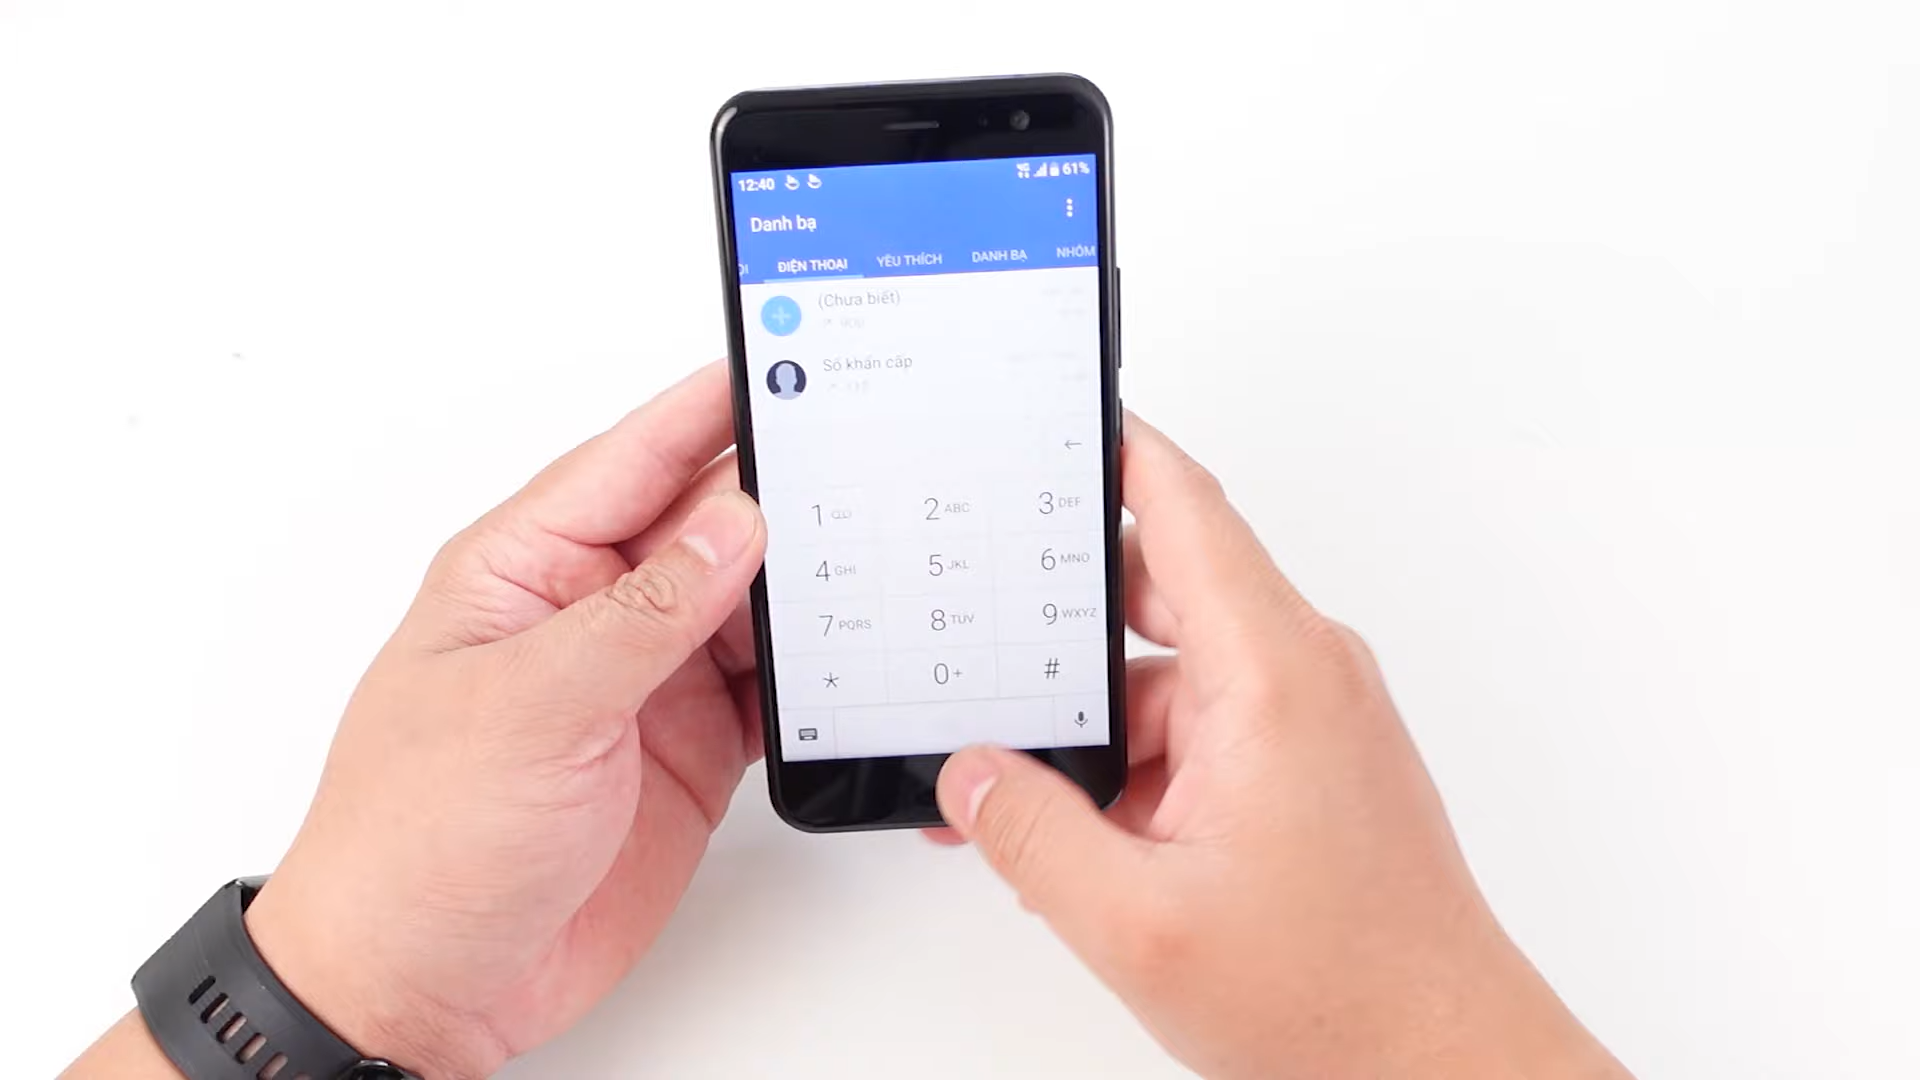 12:40 61%
Danh bạ
ĐIỆN THOẠI YÊU THÍCH DANH BẠ NHÓM
(Chưa biết)
Số khẩn cấp
1 2 ABC 3 DEF
4 GHI 5 JKL 6 MNO
7 PQRS 8 TUV 9 WXYZ
* 0 + #